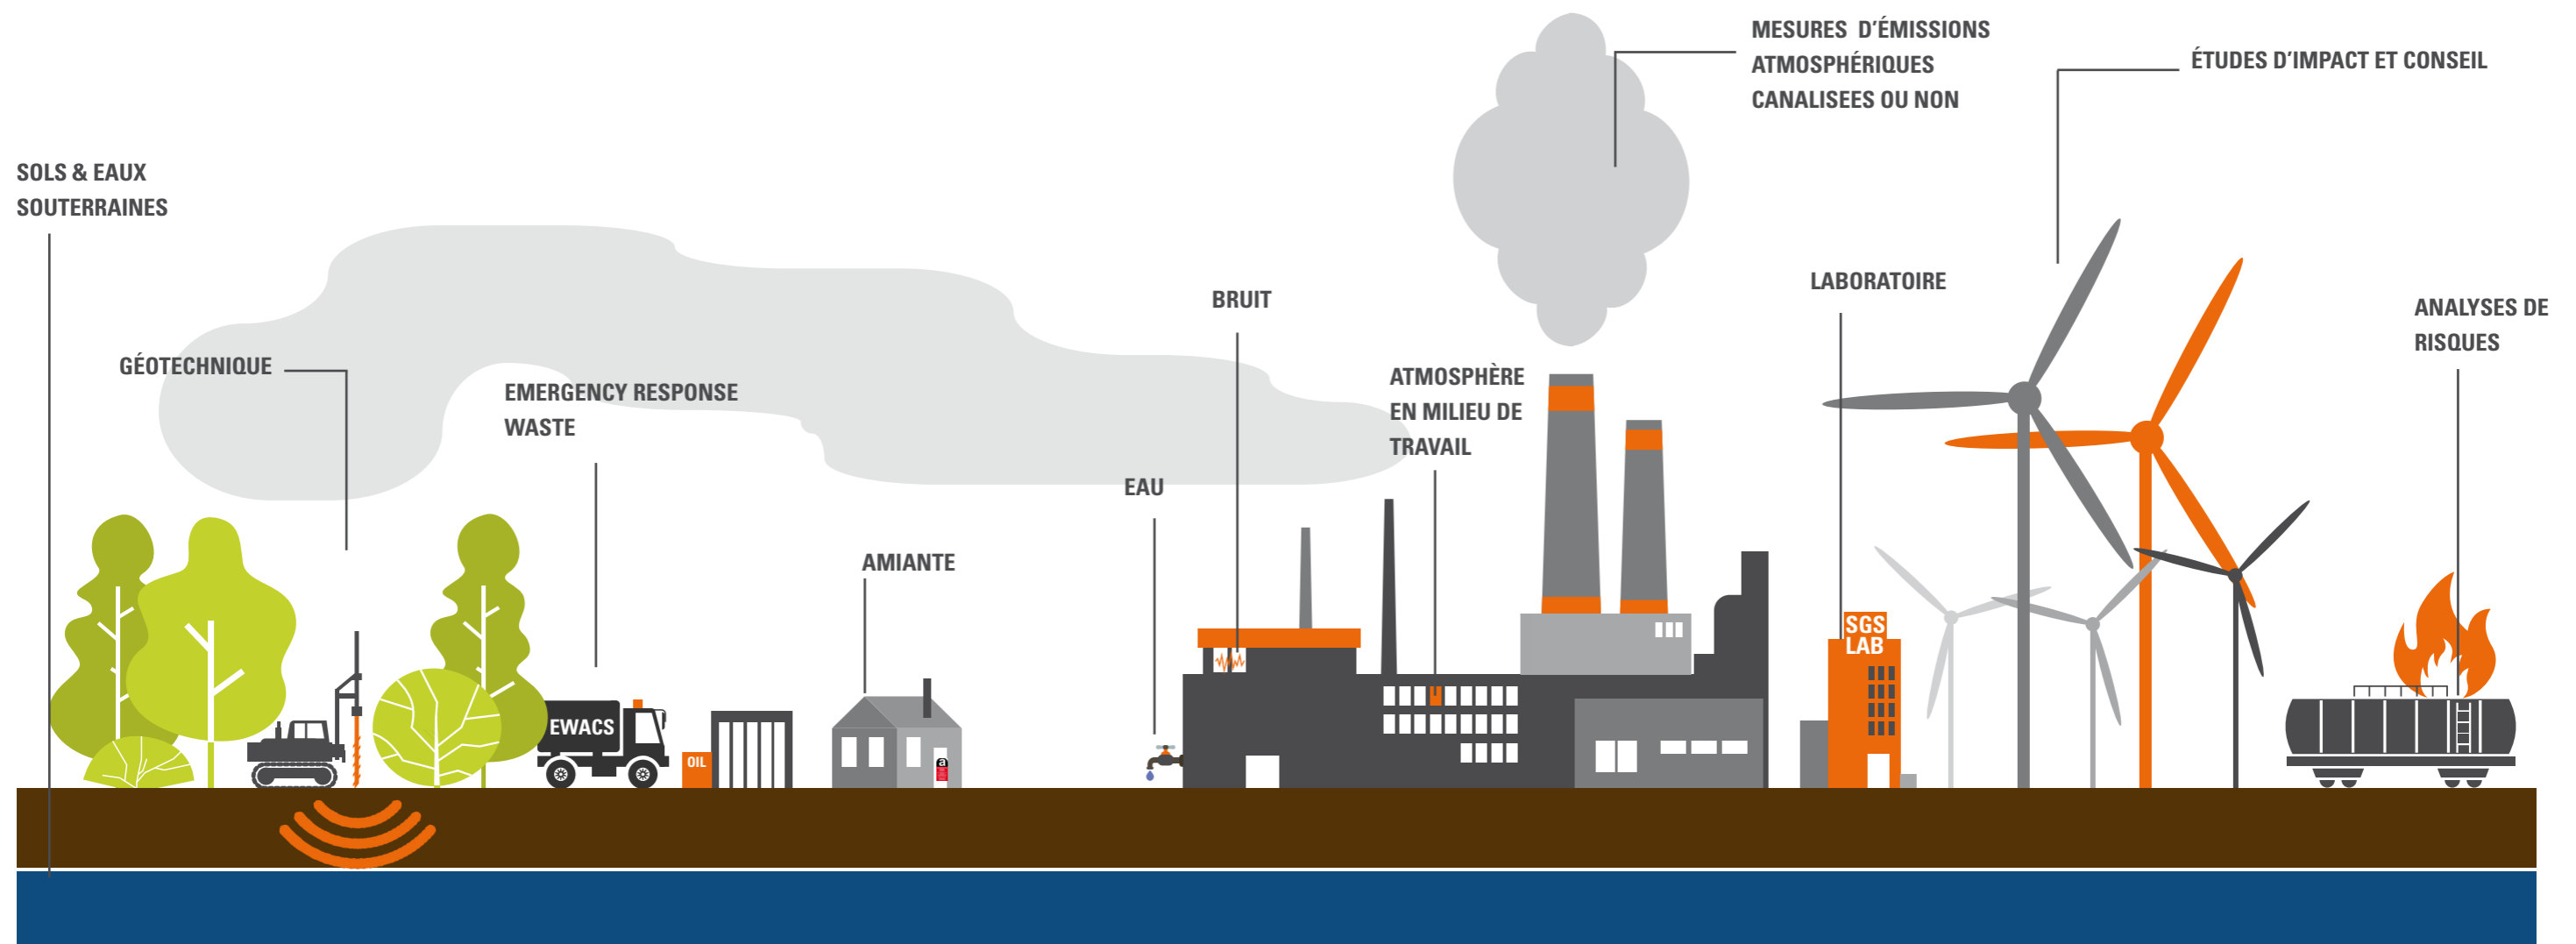 MESURES D'ÉMISSIONS
ATMOSPHÉRIQUES
CANALISEES OU NON
ÉTUDES D'IMPACT ET CONSEIL
SOLS & EAUX
SOUTERRAINES
LABORATOIRE
BRUIT
ANALYSES DE
RISQUES
GÉOTECHNIQUE
EMERGENCY RESPONSE
WASTE
ATMOSPHÈRE
EN MILIEU DE
TRAVAIL
EAU
AMIANTE
SGS
LAB
EWACS
OIL
a